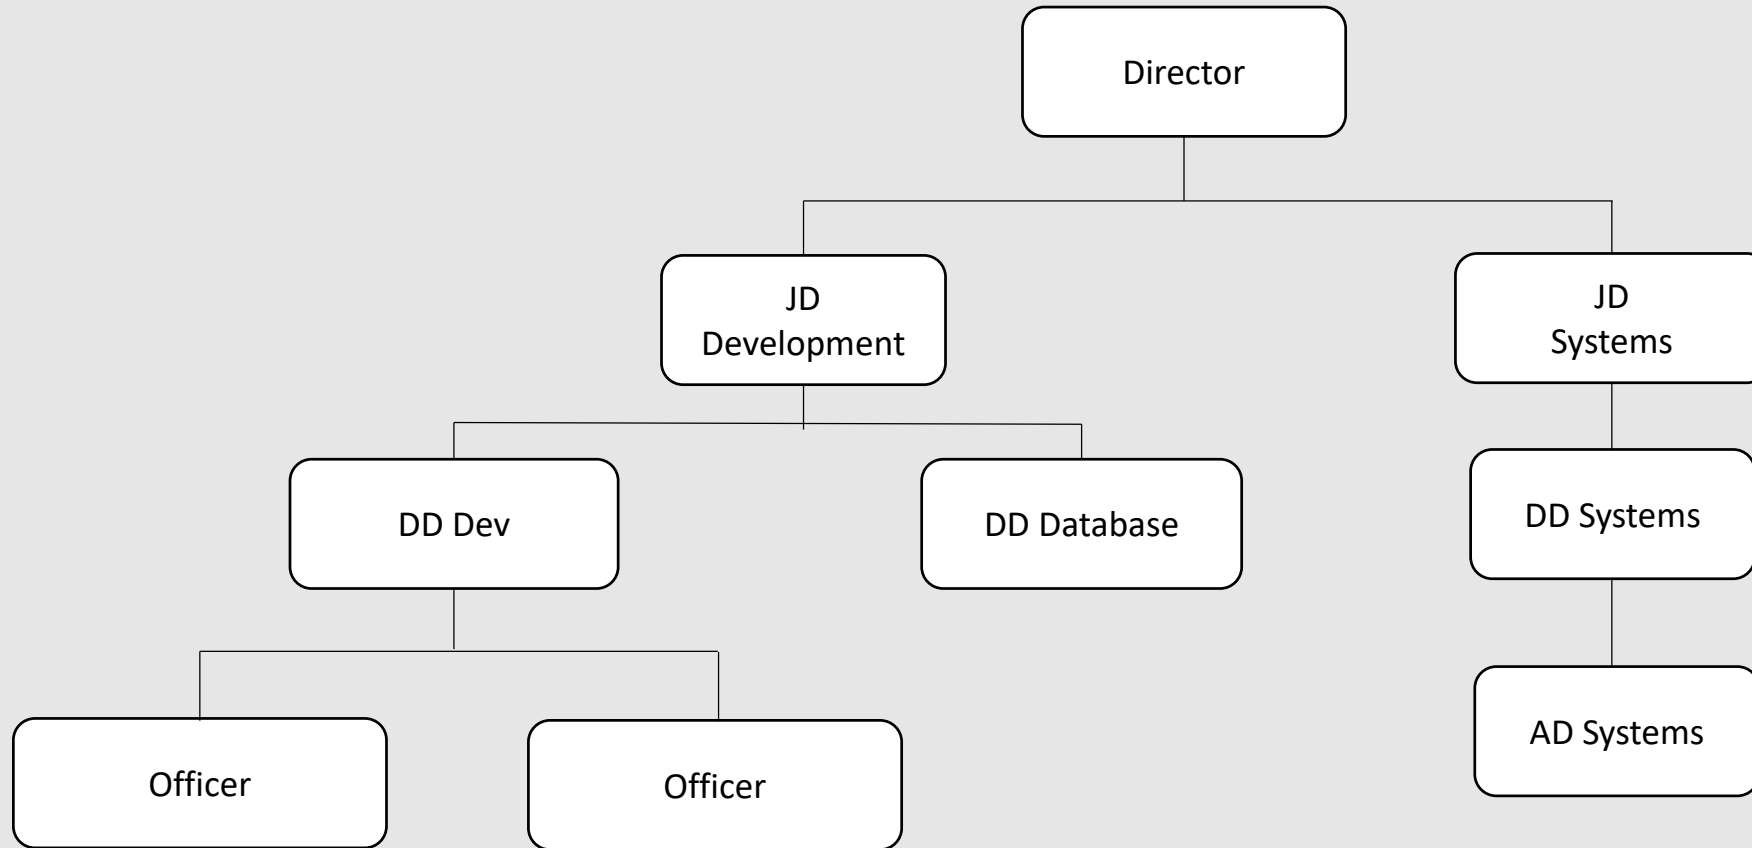 Director
JD
Development
JD
Systems
DD Dev
DD Database
DD Systems
Officer
Officer
AD Systems